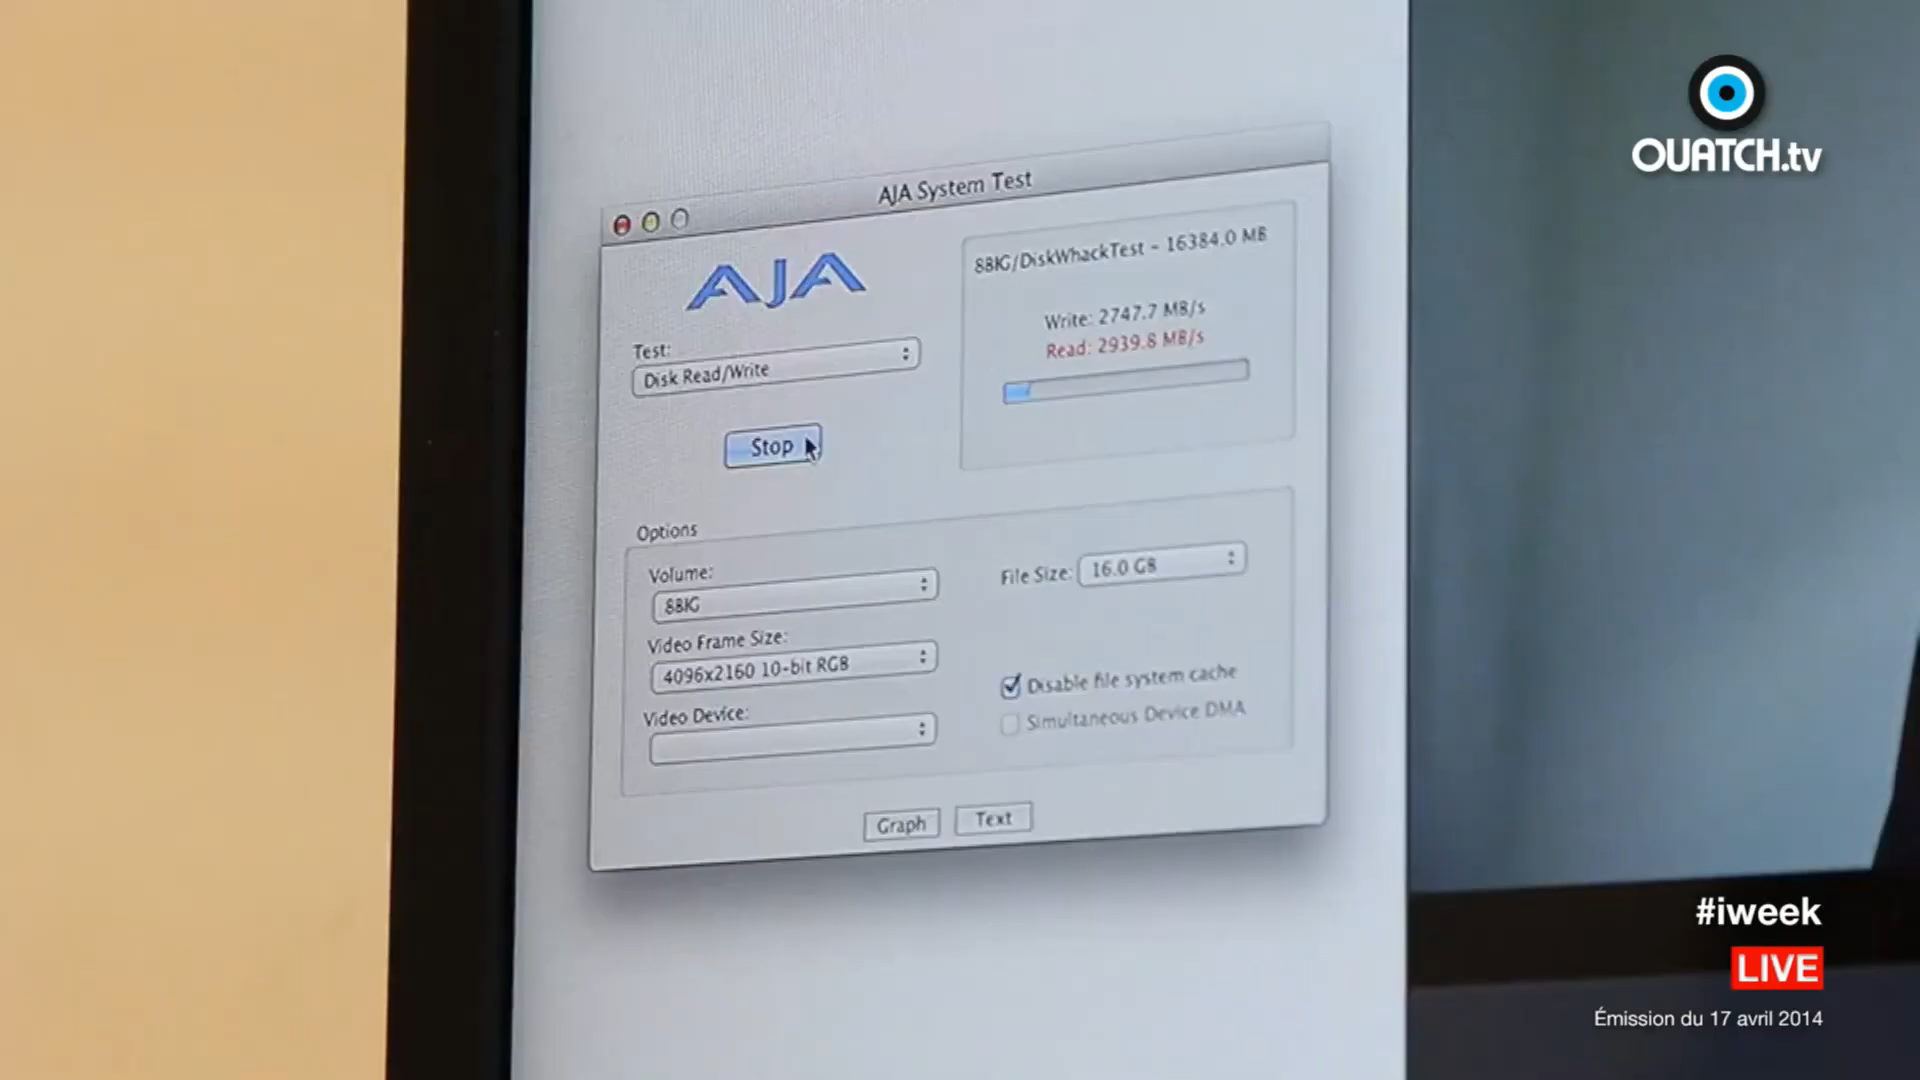 OUATCH.tv
AJA System Test
AJA
88IG/DiskWhackTest - 16384.0 MB
Write: 2747.7 MB/s
Read: 2939.8 MB/s
Test:
Disk Read/Write
Stop
Options
Volume:
88IG
File Size: 16.0 GB
Video Frame Size:
4096x2160 10-bit RGB
Disable file system cache
Video Device:
Simultaneous Device DMA
Graph
Text
#iweek
LIVE
Émission du 17 avril 2014